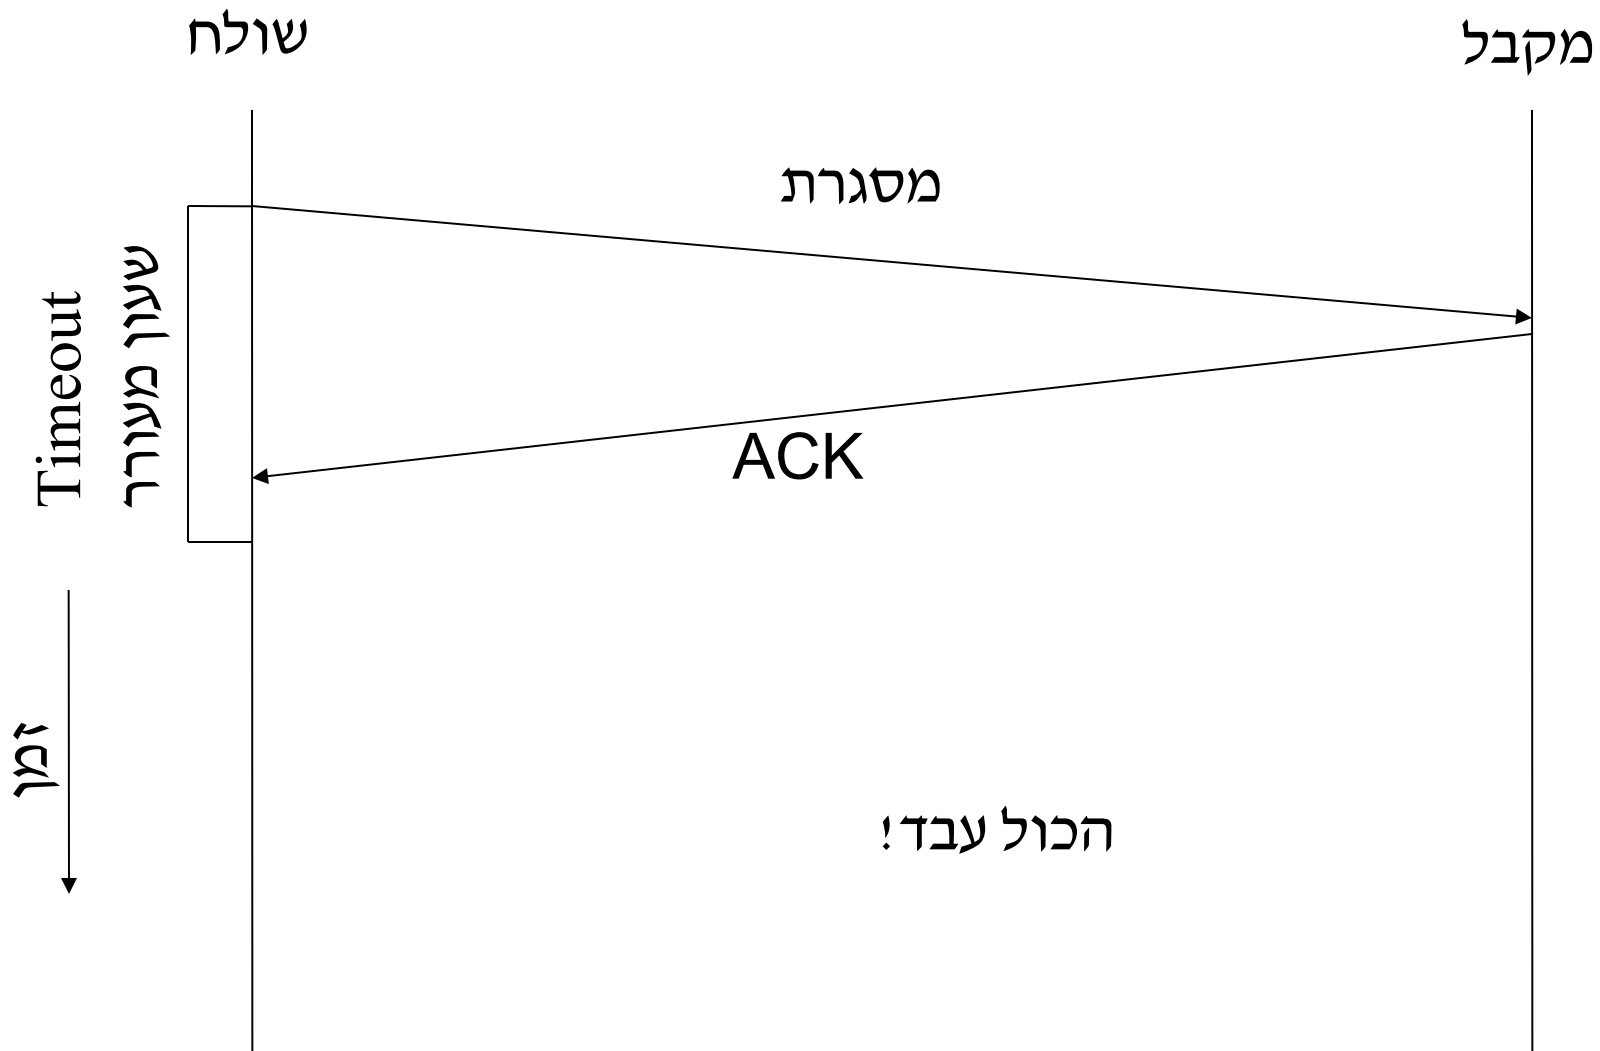 שולח
מקבל
מסגרת
Timeout
שעון מעורר
ACK
זמן
הכול עבד!